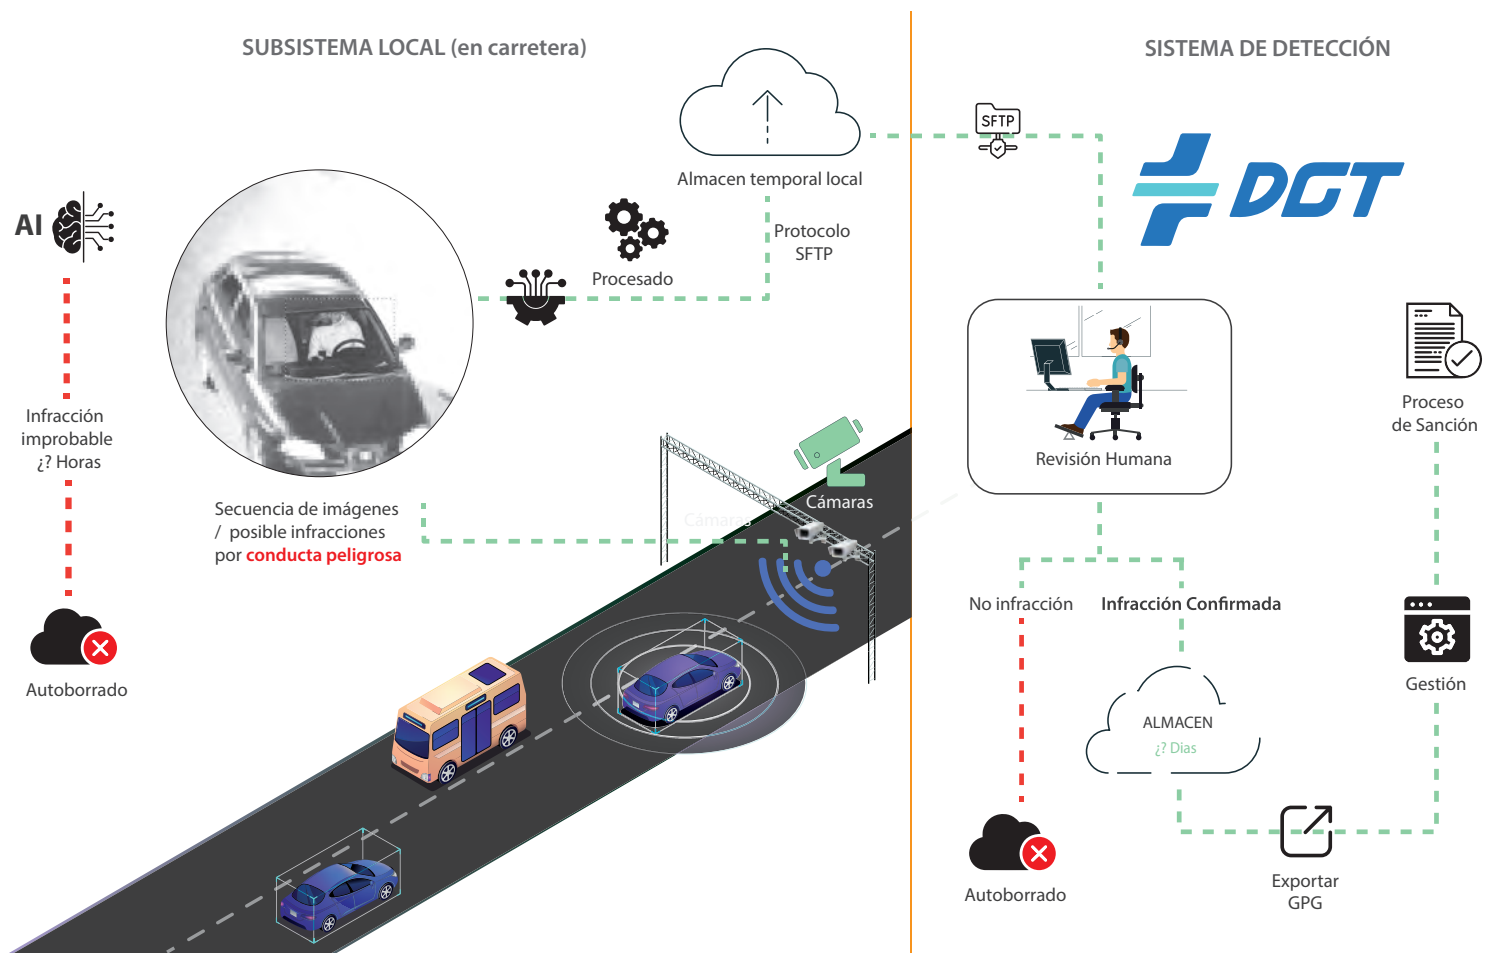 SUBSISTEMA LOCAL (en carretera)
SISTEMA DE DETECCIÓN
SFTP
DGT
Almacen temporal local
AI
Protocolo
SFTP
Procesado
Infracción
improbable
¿? Horas
Proceso
de Sanción
Revisión Humana
Secuencia de imágenes
/ posible infracciones
por conducta peligrosa
Cámaras
Cámaras
No infracción
Infracción Confirmada
Autoborrado
Gestión
ALMACEN
¿? Dias
Exportar
GPG
Autoborrado